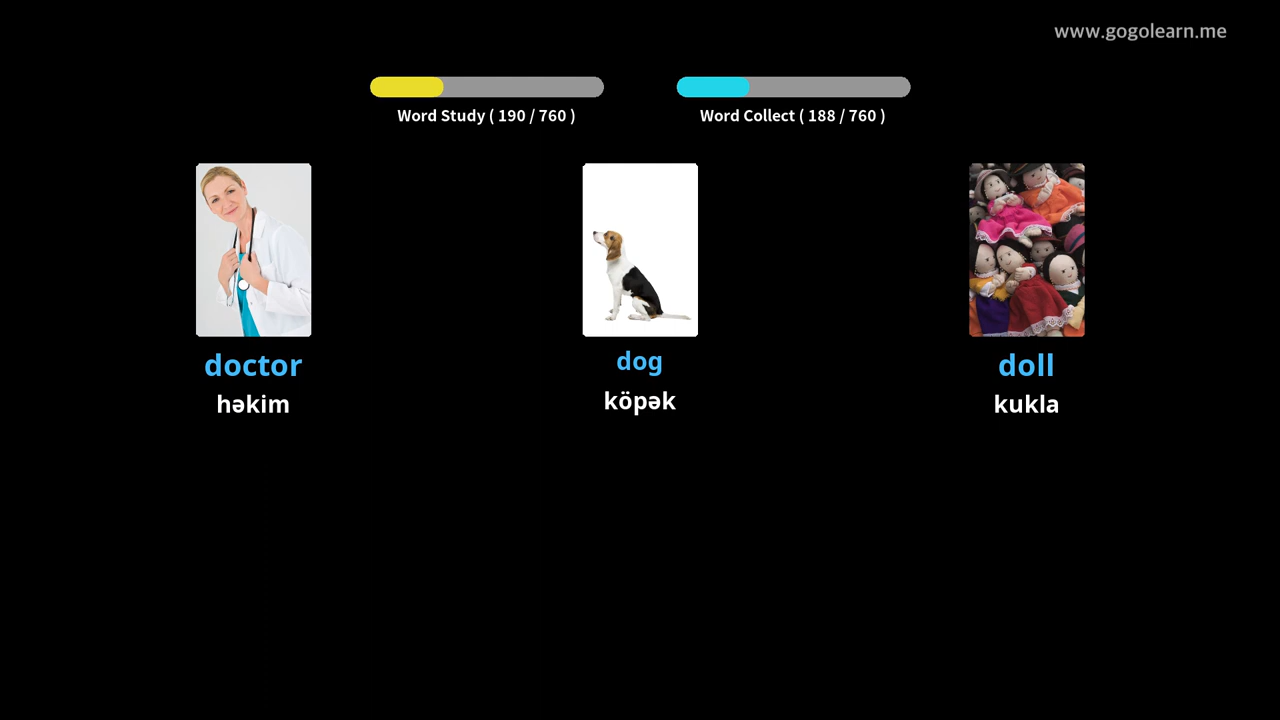 www.gogolearn.me
Word Study ( 190 / 760 )
Word Collect ( 188 / 760 )
doctor
həkim
dog
köpək
doll
kukla